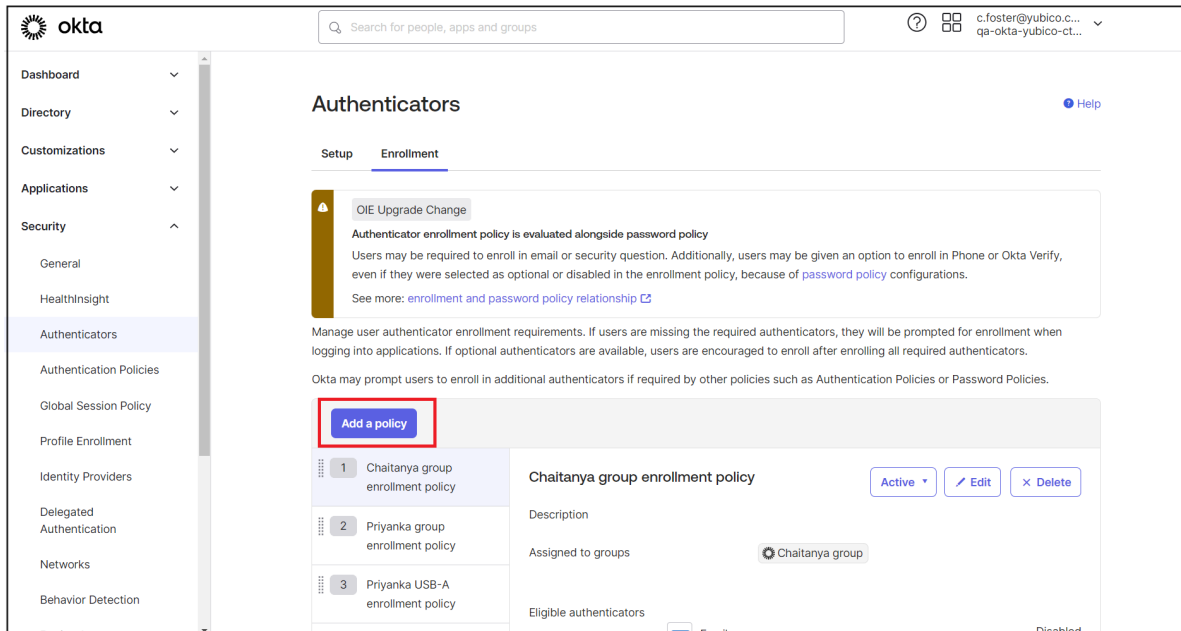 okta
Search for people, apps and groups
c.foster@yubico.c...
qa-okta-yubico-ct...
Dashboard
Directory
Customizations
Applications
Security
General
HealthInsight
Authenticators
Authentication Policies
Global Session Policy
Profile Enrollment
Identity Providers
Delegated
Authentication
Networks
Behavior Detection
Authenticators
Help
Setup Enrollment
OIE Upgrade Change
Authenticator enrollment policy is evaluated alongside password policy
Users may be required to enroll in email or security question. Additionally, users may be given an option to enroll in Phone or Okta Verify,
even if they were selected as optional or disabled in the enrollment policy, because of password policy configurations.
See more: enrollment and password policy relationship
Manage user authenticator enrollment requirements. If users are missing the required authenticators, they will be prompted for enrollment when
logging into applications. If optional authenticators are available, users are encouraged to enroll after enrolling all required authenticators.
Okta may prompt users to enroll in additional authenticators if required by other policies such as Authentication Policies or Password Policies.
Add a policy
1 Chaitanya group
enrollment policy
2 Priyanka group
enrollment policy
3 Priyanka USB-A
enrollment policy
Chaitanya group enrollment policy
Active Edit Delete
Description
Assigned to groups Chaitanya group
Eligible authenticators
Disabled